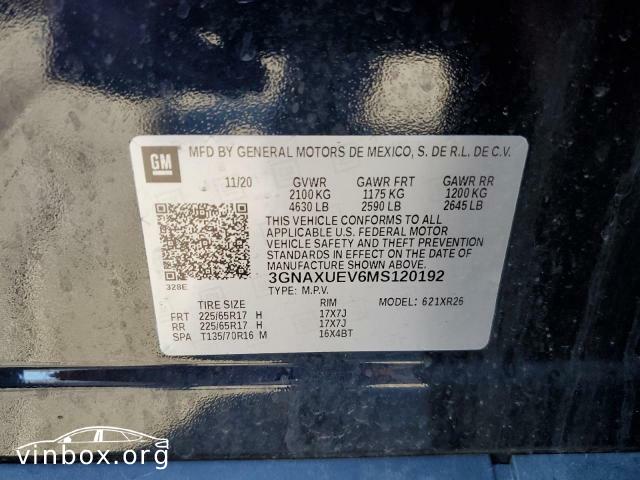 GM MFD BY GENERAL MOTORS DE MEXICO, S. DE R.L. DE C.V.
11/20 GVWR GAWR FRT GAWR RR
2100 KG 1175 KG 1200 KG
4630 LB 2590 LB 2645 LB
THIS VEHICLE CONFORMS TO ALL
APPLICABLE U.S. FEDERAL MOTOR
VEHICLE SAFETY AND THEFT PREVENTION
STANDARDS IN EFFECT ON THE DATE OF
MANUFACTURE SHOWN ABOVE.
3GNAXUEV6MS120192
328E
TYPE: M.P.V.
TIRE SIZE RIM MODEL: 621XR26
FRT 225/65R17 H 17X7J
RR 225/65R17 H 17X7J
SPA T135/70R16 M 16X4BT
vinbox.org